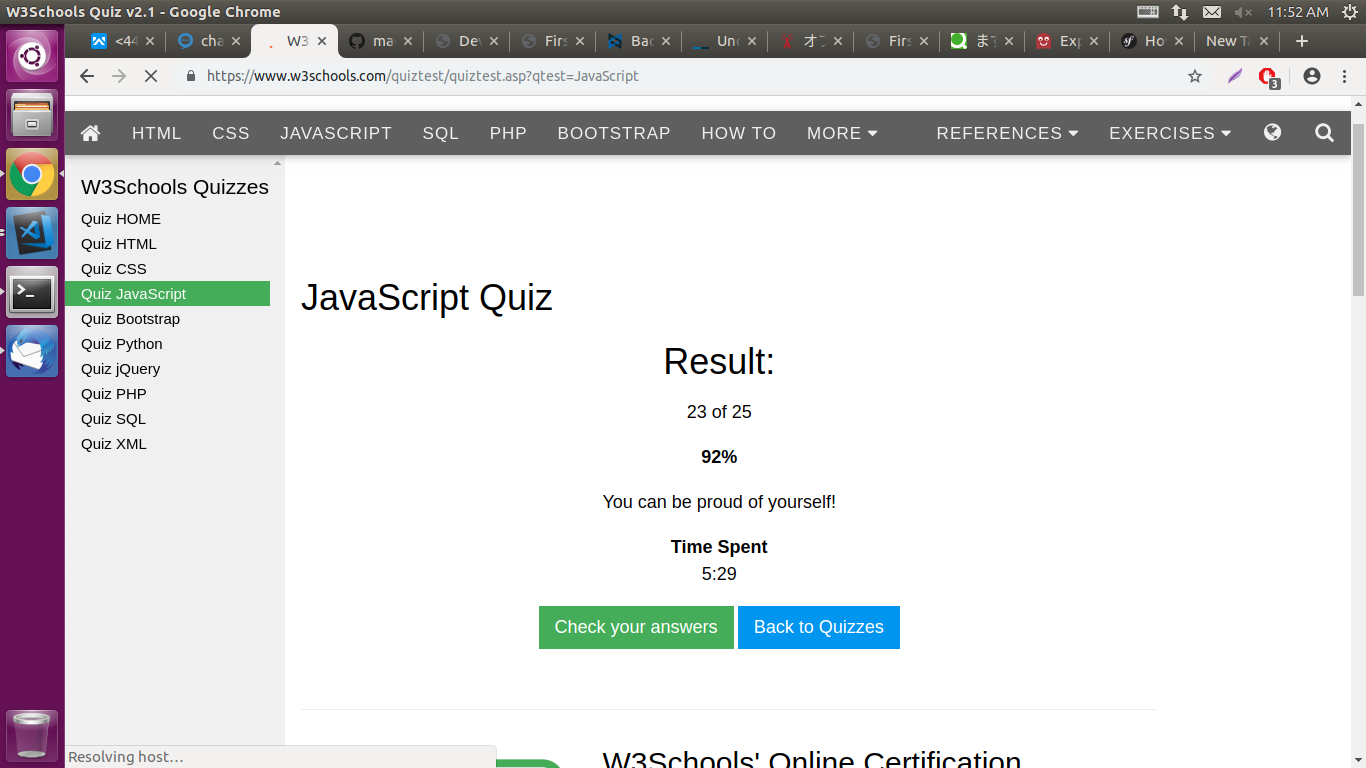 W3Schools Quiz v2.1 - Google Chrome
11:52 AM
<44
cha
W3
ma
Dev
Firs
Bac
Unc
オブ
Firs
まで
Exp
Ho
New Ta
https://www.w3schools.com/quiztest/quiztest.asp?qtest=JavaScript
3
HTML CSS JAVASCRIPT SQL PHP BOOTSTRAP HOW TO MORE REFERENCES EXERCISES
W3Schools Quizzes
Quiz HOME
Quiz HTML
Quiz CSS
Quiz JavaScript
Quiz Bootstrap
Quiz Python
Quiz jQuery
Quiz PHP
Quiz SQL
Quiz XML
JavaScript Quiz
Result:
23 of 25
92%
You can be proud of yourself!
Time Spent
5:29
Check your answers
Back to Quizzes
W3Schools' Online Certification
Resolving host…